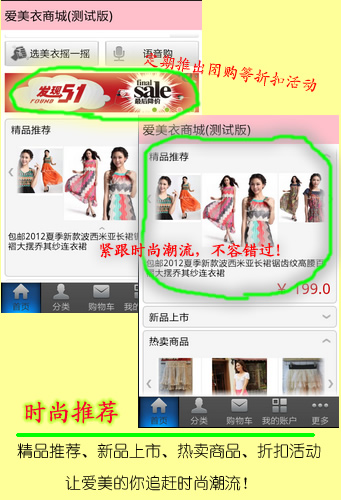 爱美衣商城(测试版)
定期推出团购等折扣活动
选美衣摇一摇
语音购
发现51
FOUND
final
sale
最后降价
精品推荐
包邮2012夏季新款波西米亚长裙锯
裙大摆乔其纱连衣裙
首页
分类
购物车
我的
爱美衣商城(测试版)
精品推荐
紧跟时尚潮流，不容错过！
包邮2012夏季新款波西米亚长裙锯齿纹高腰百
裙大摆乔其纱连衣裙
￥ 199.0
新品上市
热卖商品
首页
分类
购物车
我的账户
更多
时尚推荐
精品推荐、新品上市、热卖商品、折扣活动
让爱美的你追赶时尚潮流！